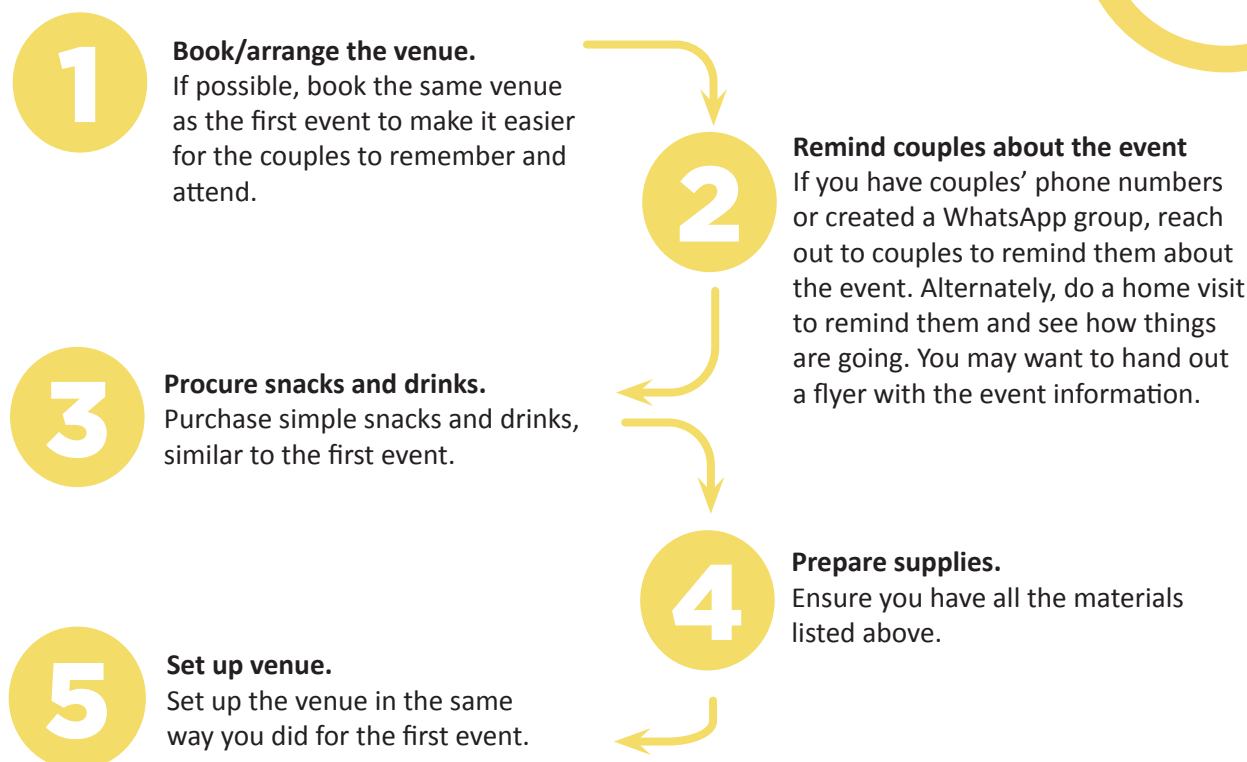 1
Book/arrange the venue.
If possible, book the same venue
as the first event to make it easier
for the couples to remember and
attend.
2
Remind couples about the event
If you have couples’ phone numbers
or created a WhatsApp group, reach
out to couples to remind them about
the event. Alternately, do a home visit
to remind them and see how things
are going. You may want to hand out
a flyer with the event information.
3
Procure snacks and drinks.
Purchase simple snacks and drinks,
similar to the first event.
4
Prepare supplies.
Ensure you have all the materials
listed above.
5
Set up venue.
Set up the venue in the same
way you did for the first event.